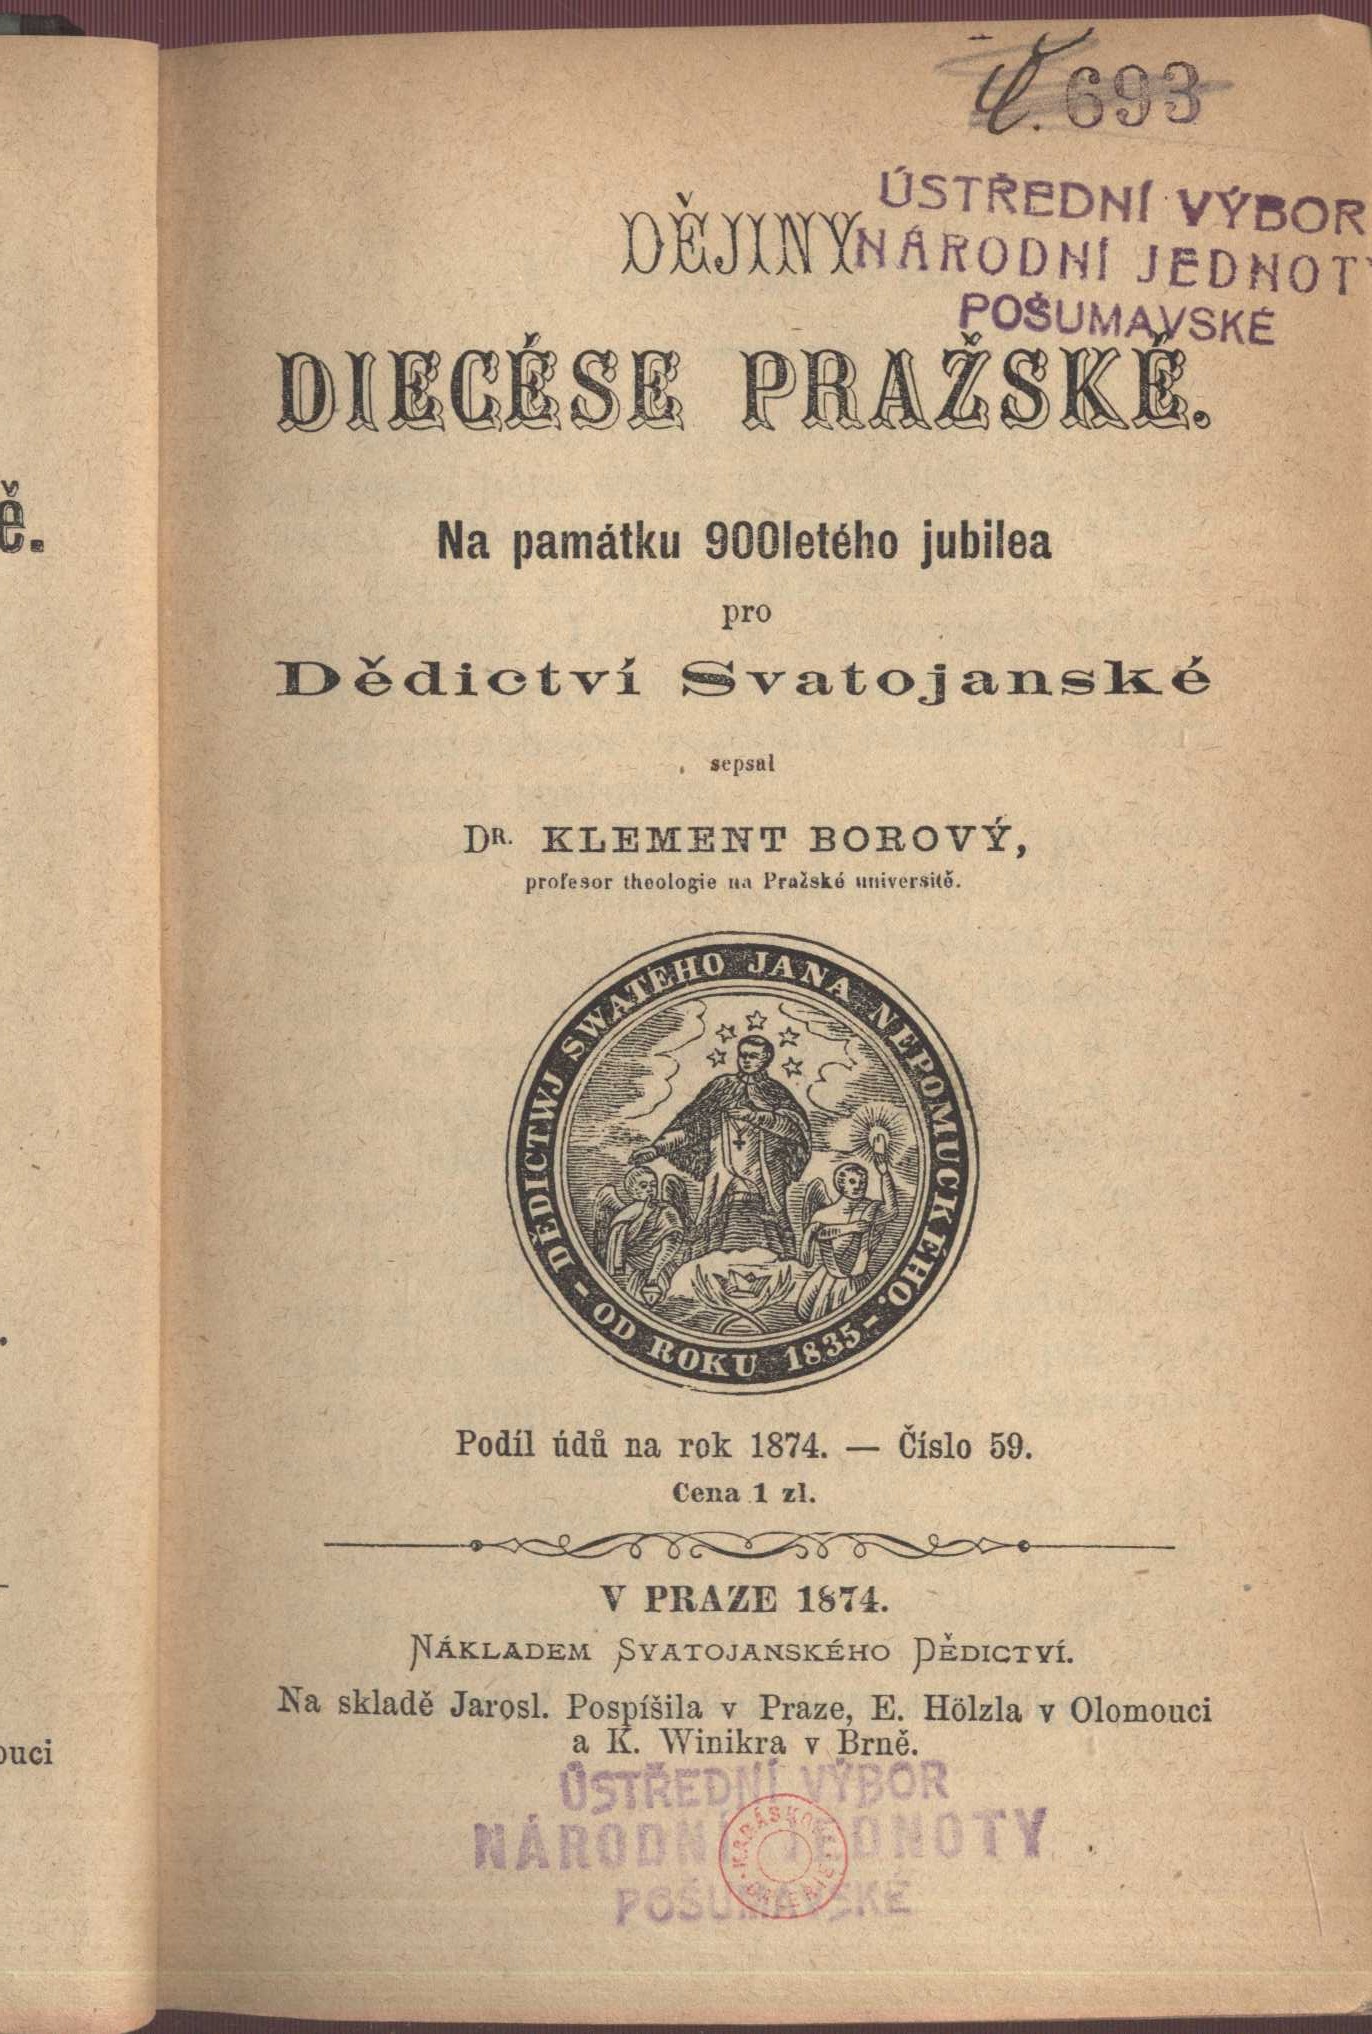 Č. 693
ÚSTŘEDNÍ VÝBOR
NÁRODNÍ JEDNOTY
POŠUMAVSKÉ
DĚJINY
DIECÉSE PRAŽSKÉ.
Na památku 900letého jubilea
pro
Dědictví Svatojanské
sepsal
DR. KLEMENT BOROVÝ,
profesor theologie na Pražské universitě.
DĚDICTWJ SWATÉHO JANA NEPOMUCKÉHO.
- OD ROKU 1835 -
Podíl údů na rok 1874. — Číslo 59.
Cena 1 zl.
V PRAZE 1874.
NÁKLADEM SVATOJANSKÉHO DĚDICTVÍ.
Na skladě Jarosl. Pospíšila v Praze, E. Hölzla v Olomouci
a K. Winikra v Brně.
ÚSTŘEDNÍ VÝBOR
NÁRODNÍ JEDNOTY
POŠUMAVSKÉ
ě.
ouci